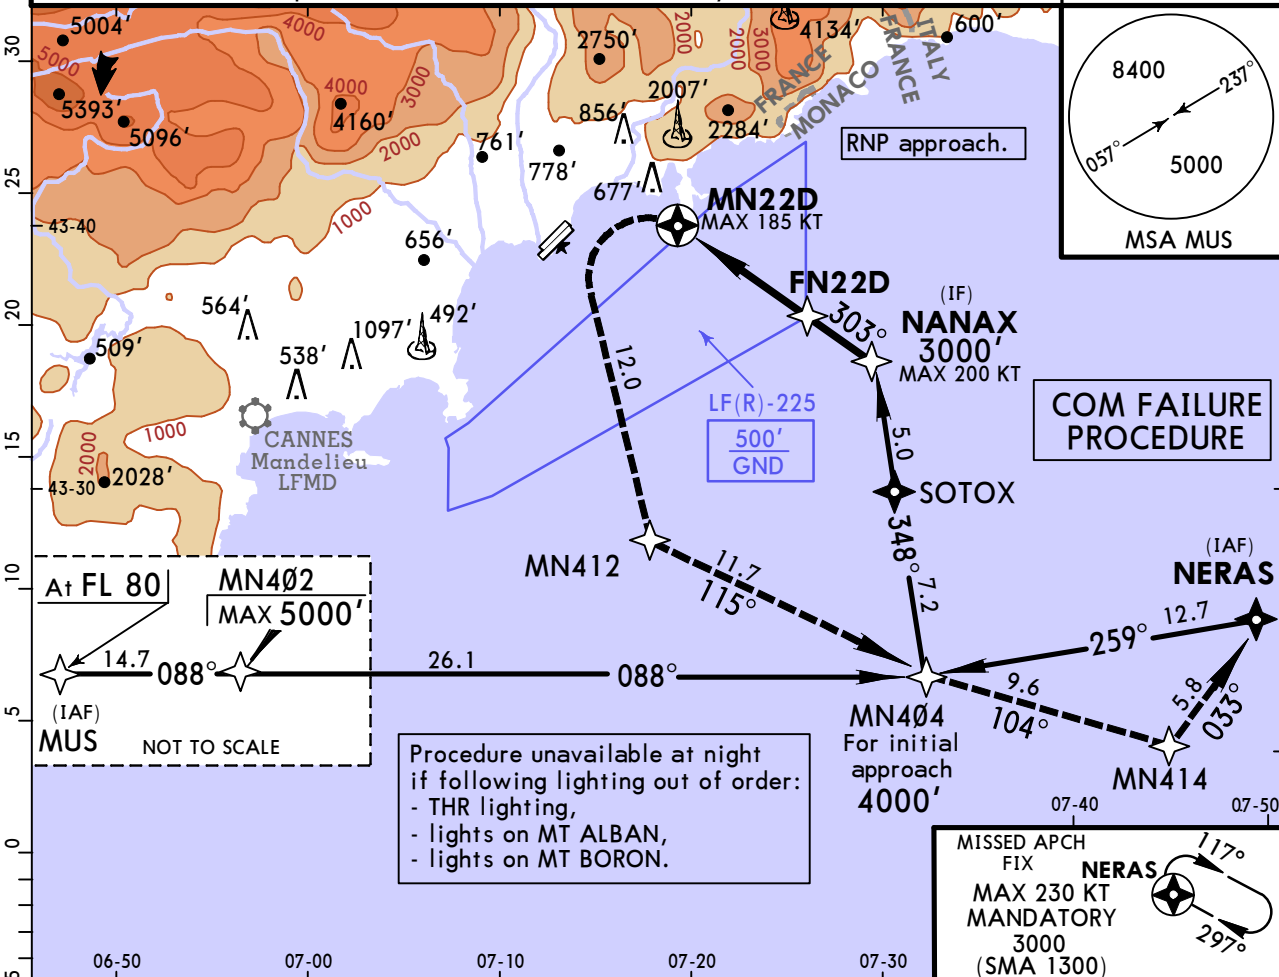 5004'
4000
5000
5393'
5096'
4000
4160'
3000
2000
1000
2750'
2000
2000
3000
4134'
600'
FRANCE
ITALY
FRANCE
MONACO
2007'
856'
2284'
761'
778'
677'
656'
RNP approach.
8400
237°
057°
5000
MSA MUS
30
25
20
15
10
5
0
5
43-40
43-30
MN22D
MAX 185 KT
FN22D
303°
(IF)
NANAX
3000'
MAX 200 KT
564'
1097'
492'
538'
509'
1000
2000
2028'
CANNES
Mandelieu
LFMD
12.0
LF(R)-225
500'
GND
COM FAILURE
PROCEDURE
5.0
SOTOX
348°
7.2
MN412
11.7
115°
(IAF)
NERAS
12.7
259°
At FL 80
MN4Ø2
MAX 5000'
14.7
088°
26.1
088°
(IAF)
MUS
NOT TO SCALE
9.6
104°
5.8
033°
MN4Ø4
For initial
approach
4000'
MN414
Procedure unavailable at night
if following lighting out of order:
- THR lighting,
- lights on MT ALBAN,
- lights on MT BORON.
07-40
07-50
MISSED APCH
FIX
NERAS
117°
MAX 230 KT
MANDATORY
3000
(SMA 1300)
297°
06-50
07-00
07-10
07-20
07-30